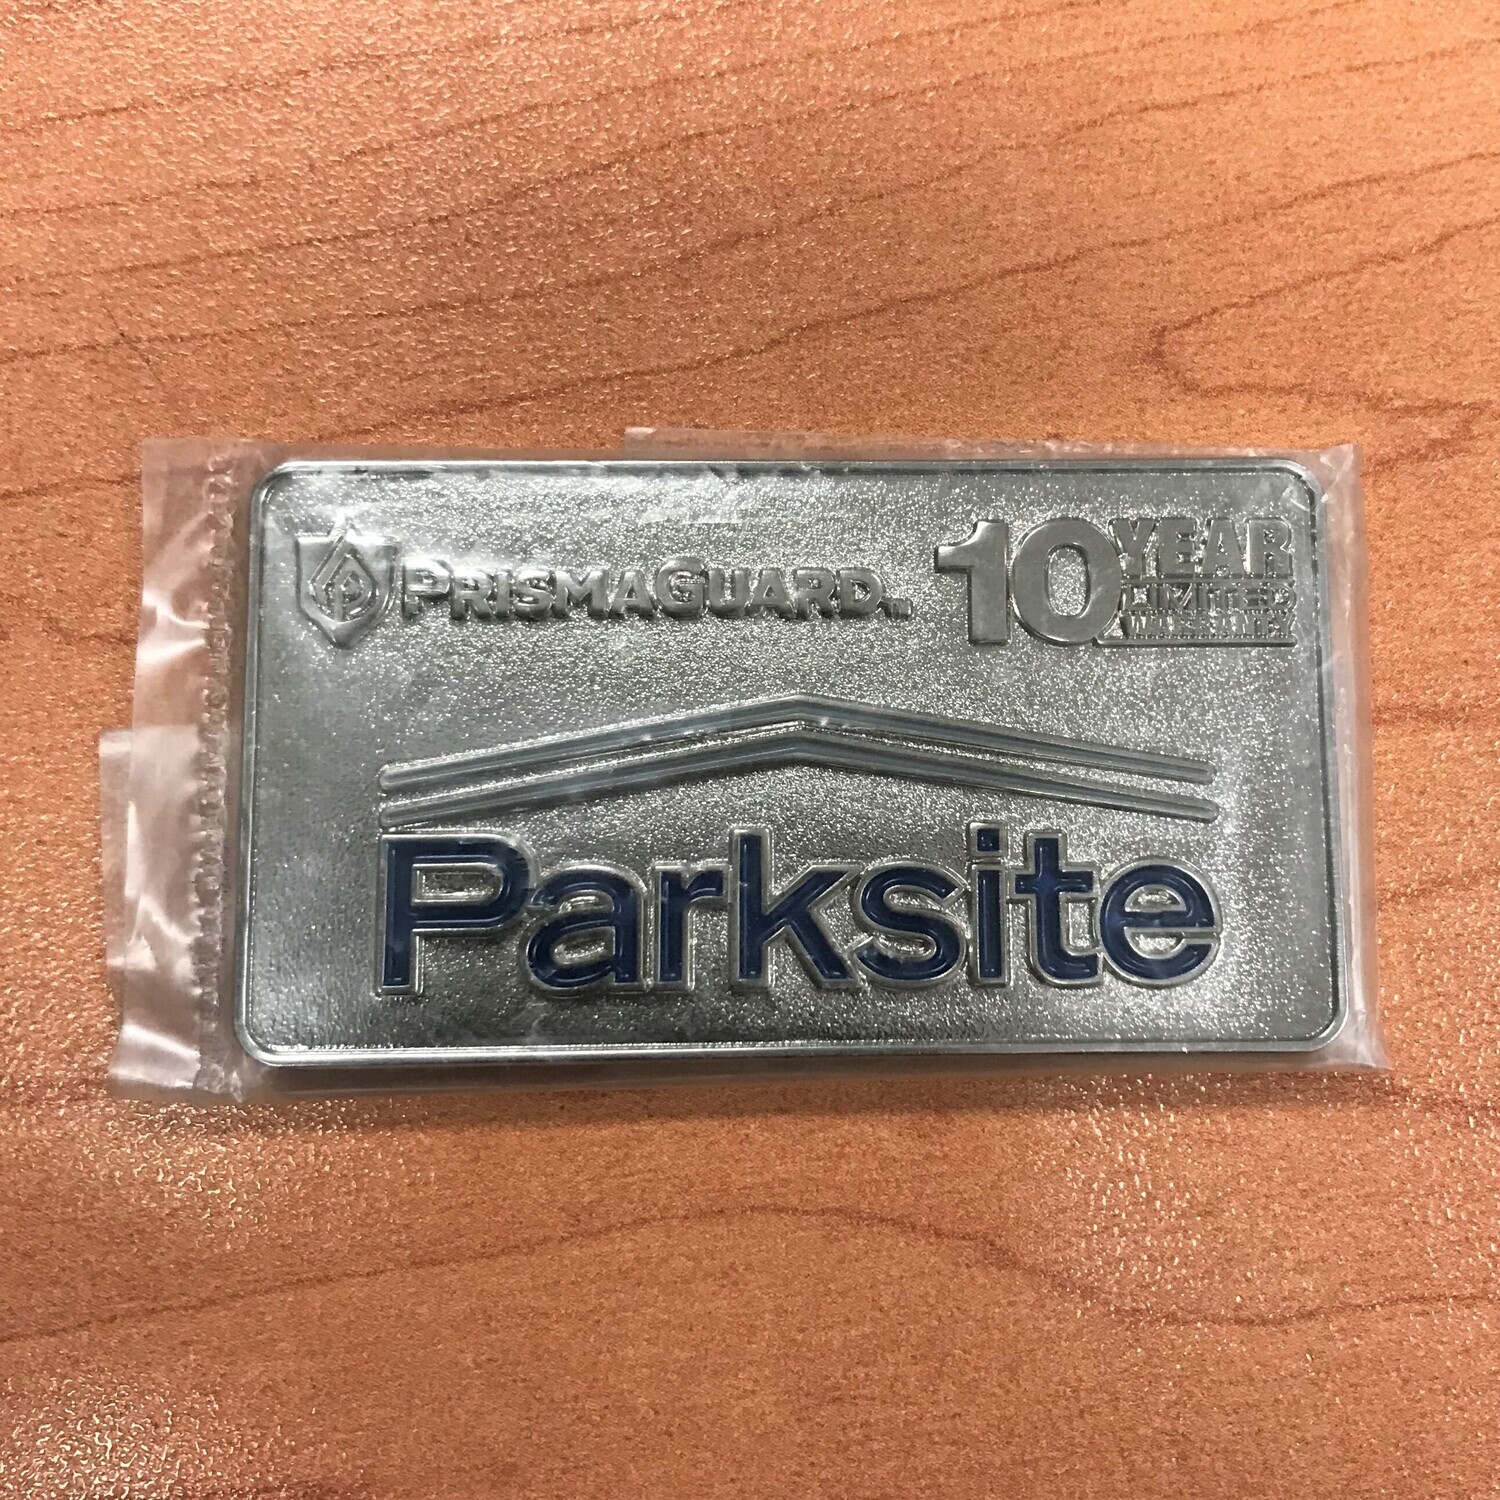 PRISMAGUARD™
10 YEAR
LIMITED
WARRANTY
Parksite